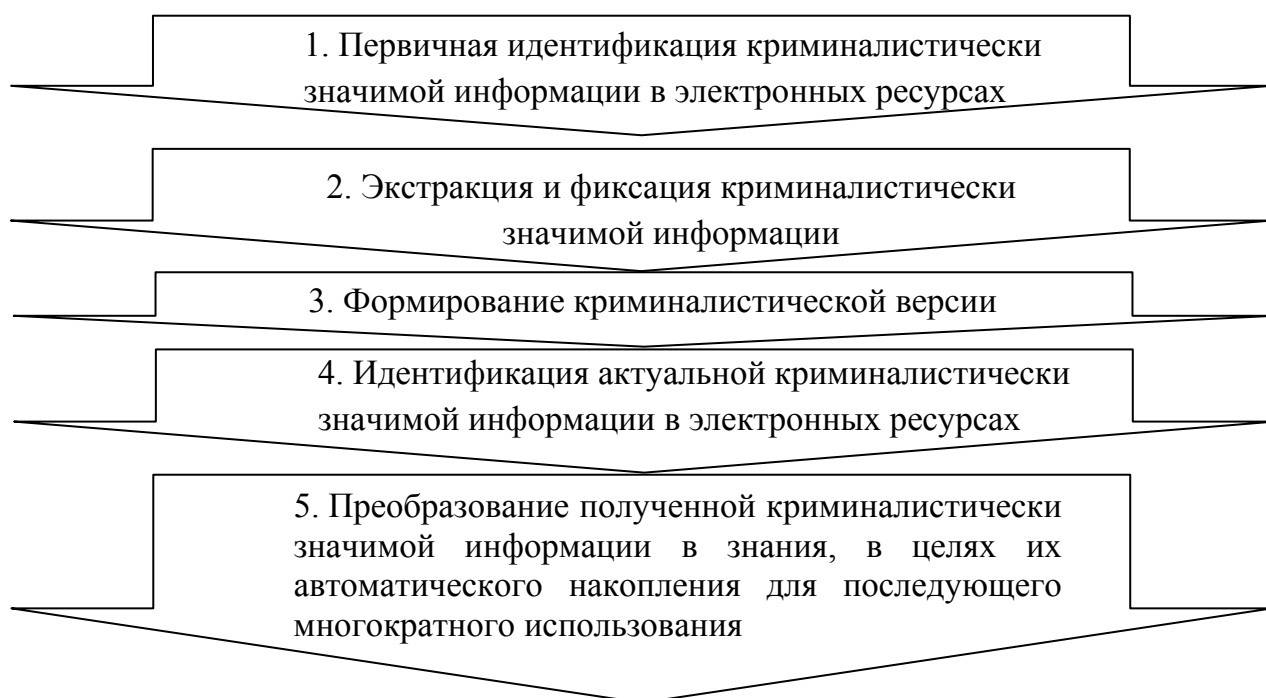 1. Первичная идентификация криминалистически
значимой информации в электронных ресурсах
2. Экстракция и фиксация криминалистически
значимой информации
3. Формирование криминалистической версии
4. Идентификация актуальной криминалистически
значимой информации в электронных ресурсах
5. Преобразование полученной криминалистически
значимой информации в знания, в целях их
автоматического накопления для последующего
многократного использования